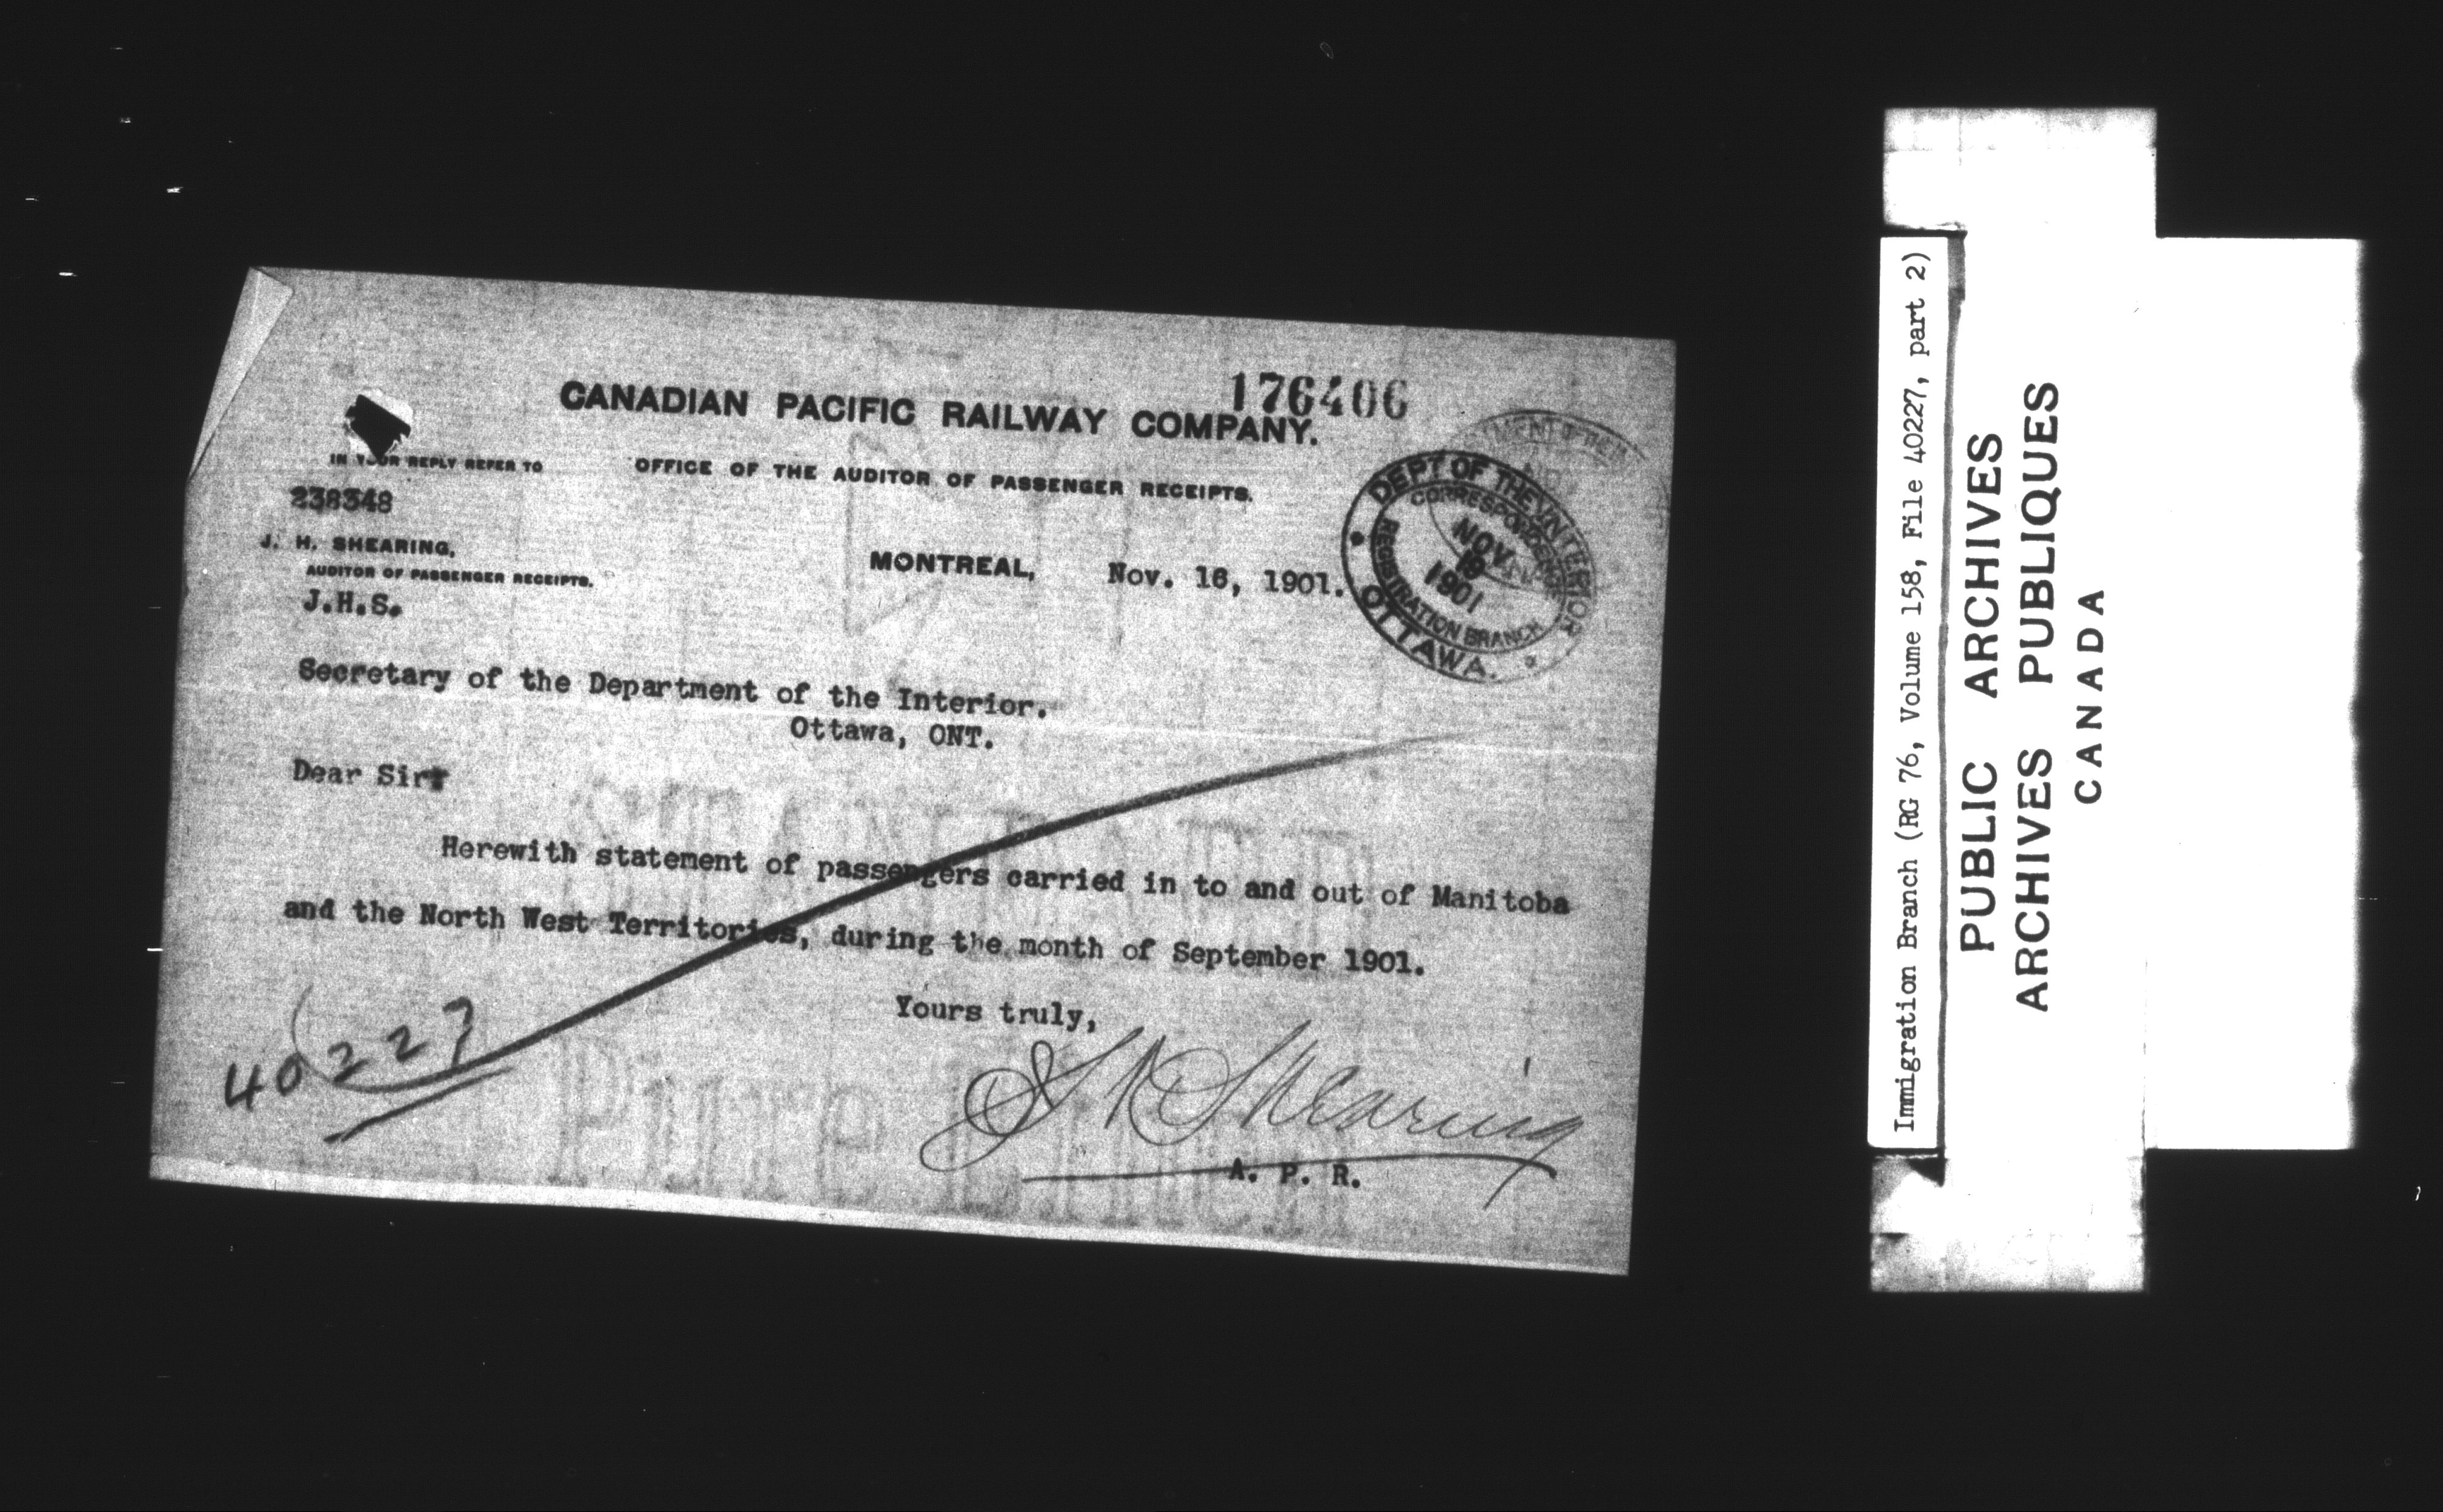 176406
CANADIAN PACIFIC RAILWAY COMPANY.
IN YOUR REPLY REFER TO
OFFICE OF THE AUDITOR OF PASSENGER RECEIPTS.
238348
J. H. SHEARING,
AUDITOR OF PASSENGER RECEIPTS.
J.H.S.
MONTREAL, Nov. 16, 1901.
DEPT OF THE INTERIOR
CORRESPONDENCE
NOV
19
1901
REGISTRATION BRANCH
OTTAWA.
Secretary of the Department of the Interior.
Ottawa, ONT.
Dear Sir:
Herewith statement of passengers carried in to and out of Manitoba
and the North West Territories, during the month of September 1901.
Yours truly,
J H Shearing
A. P. R.
40227
Pure Linen
Immigration Branch (RG 76, Volume 158, File 40227, part 2)
PUBLIC ARCHIVES
ARCHIVES PUBLIQUES
CANADA